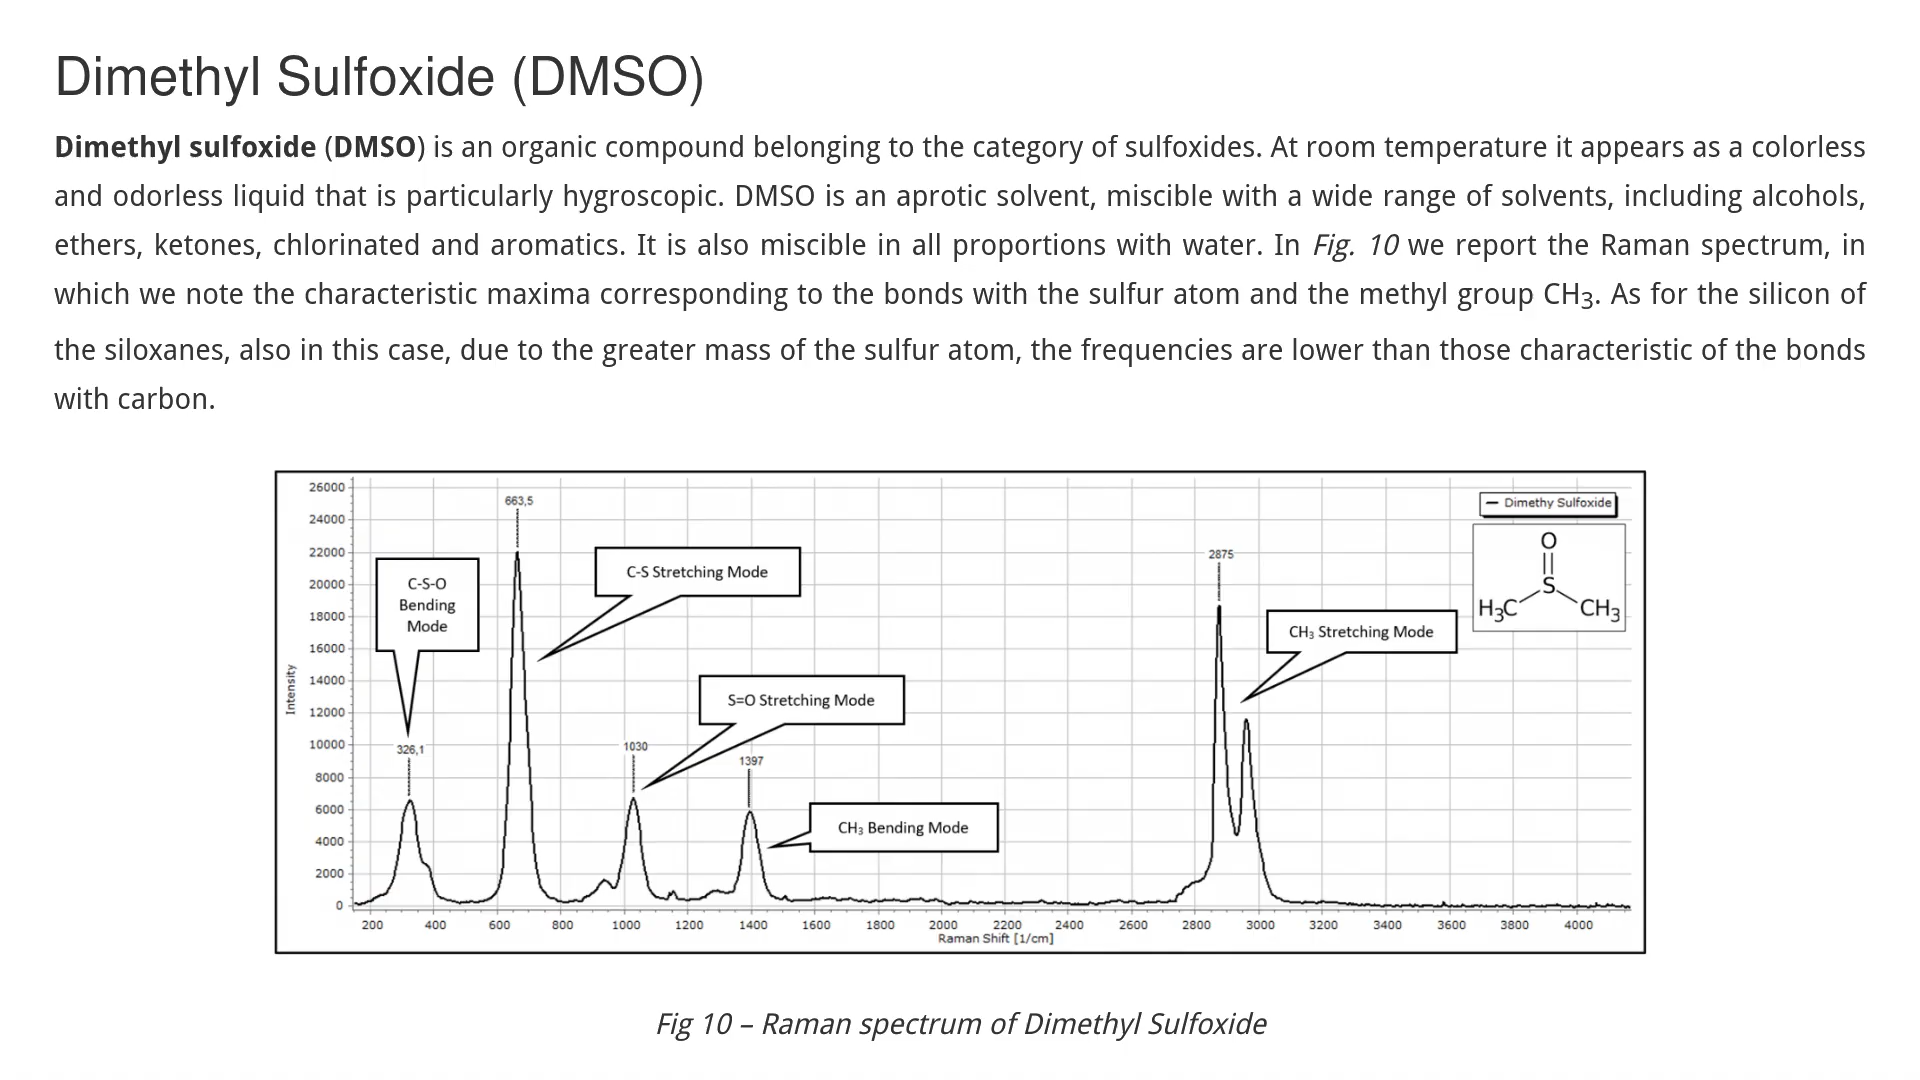 Dimethyl Sulfoxide (DMSO)
Dimethyl sulfoxide (DMSO) is an organic compound belonging to the category of sulfoxides. At room temperature it appears as a colorless
and odorless liquid that is particularly hygroscopic. DMSO is an aprotic solvent, miscible with a wide range of solvents, including alcohols,
ethers, ketones, chlorinated and aromatics. It is also miscible in all proportions with water. In Fig. 10 we report the Raman spectrum, in
which we note the characteristic maxima corresponding to the bonds with the sulfur atom and the methyl group CH₃. As for the silicon of
the siloxanes, also in this case, due to the greater mass of the sulfur atom, the frequencies are lower than those characteristic of the bonds
with carbon.
26000
24000
22000
20000
18000
16000
14000
12000
10000
8000
6000
4000
2000
0
Intensity
C-S-O
Bending
Mode
326,1
663,5
C-S Stretching Mode
S=O Stretching Mode
1030
1397
CH₃ Bending Mode
2875
CH₃ Stretching Mode
Dimethy Sulfoxide
O
S
H₃C CH₃
200 400 600 800 1000 1200 1400 1600 1800 2000 2200 2400 2600 2800 3000 3200 3400 3600 3800 4000
Raman Shift [1/cm]
Fig 10 – Raman spectrum of Dimethyl Sulfoxide